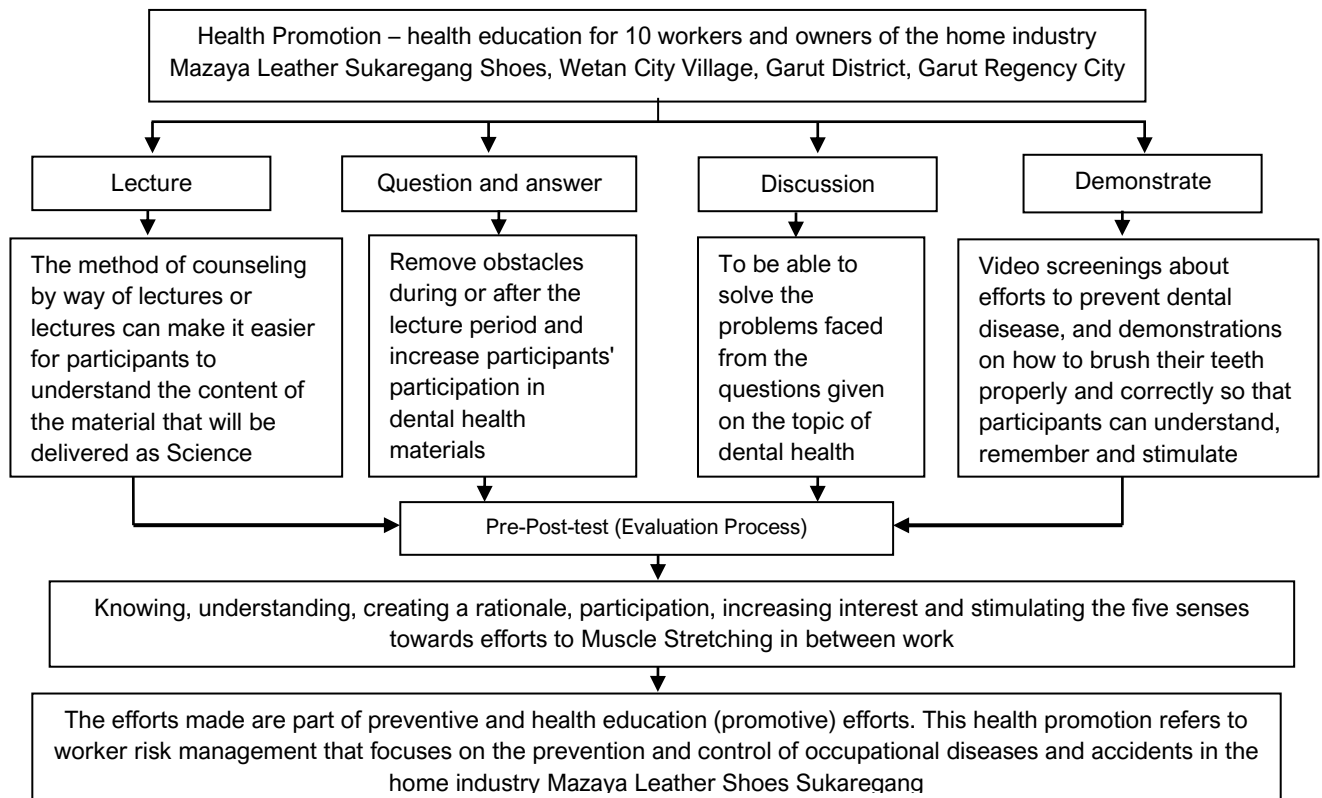 Health Promotion – health education for 10 workers and owners of the home industry
Mazaya Leather Sukaregang Shoes, Wetan City Village, Garut District, Garut Regency City
Lecture
Question and answer
Discussion
Demonstrate
The method of counseling
by way of lectures or
lectures can make it easier
for participants to
understand the content of
the material that will be
delivered as Science
Remove obstacles
during or after the
lecture period and
increase participants'
participation in
dental health
materials
To be able to
solve the
problems faced
from the
questions given
on the topic of
dental health
Video screenings about
efforts to prevent dental
disease, and demonstrations
on how to brush their teeth
properly and correctly so that
participants can understand,
remember and stimulate
Pre-Post-test (Evaluation Process)
Knowing, understanding, creating a rationale, participation, increasing interest and stimulating the five senses
towards efforts to Muscle Stretching in between work
The efforts made are part of preventive and health education (promotive) efforts. This health promotion refers to
worker risk management that focuses on the prevention and control of occupational diseases and accidents in the
home industry Mazaya Leather Shoes Sukaregang